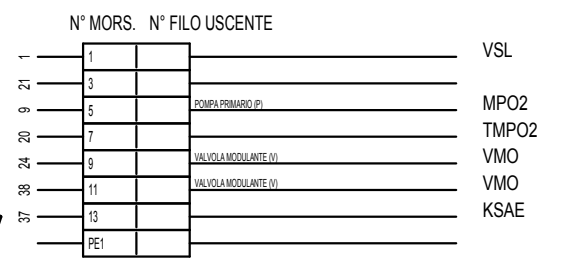 N° MORS. N° FILO USCENTE
1 1 VSL
21 3
9 5 POMPA PRIMARIO (P) MPO2
20 7 TMPO2
24 9 VALVOLA MODULANTE (V) VMO
38 11 VALVOLA MODULANTE (V) VMO
37 13 KSAE
PE1